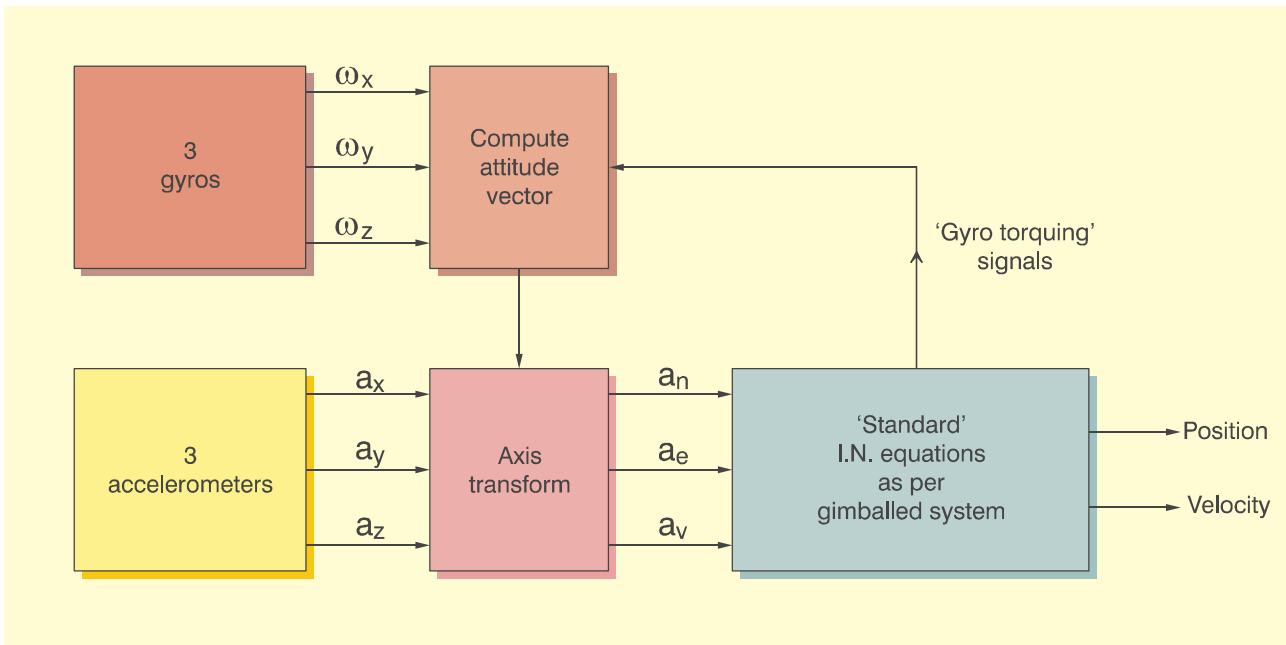 3
gyros
ωx
ωy
ωz
Compute
attitude
vector
'Gyro torquing'
signals
3
accelerometers
ax
ay
az
Axis
transform
an
ae
av
'Standard'
I.N. equations
as per
gimballed system
Position
Velocity